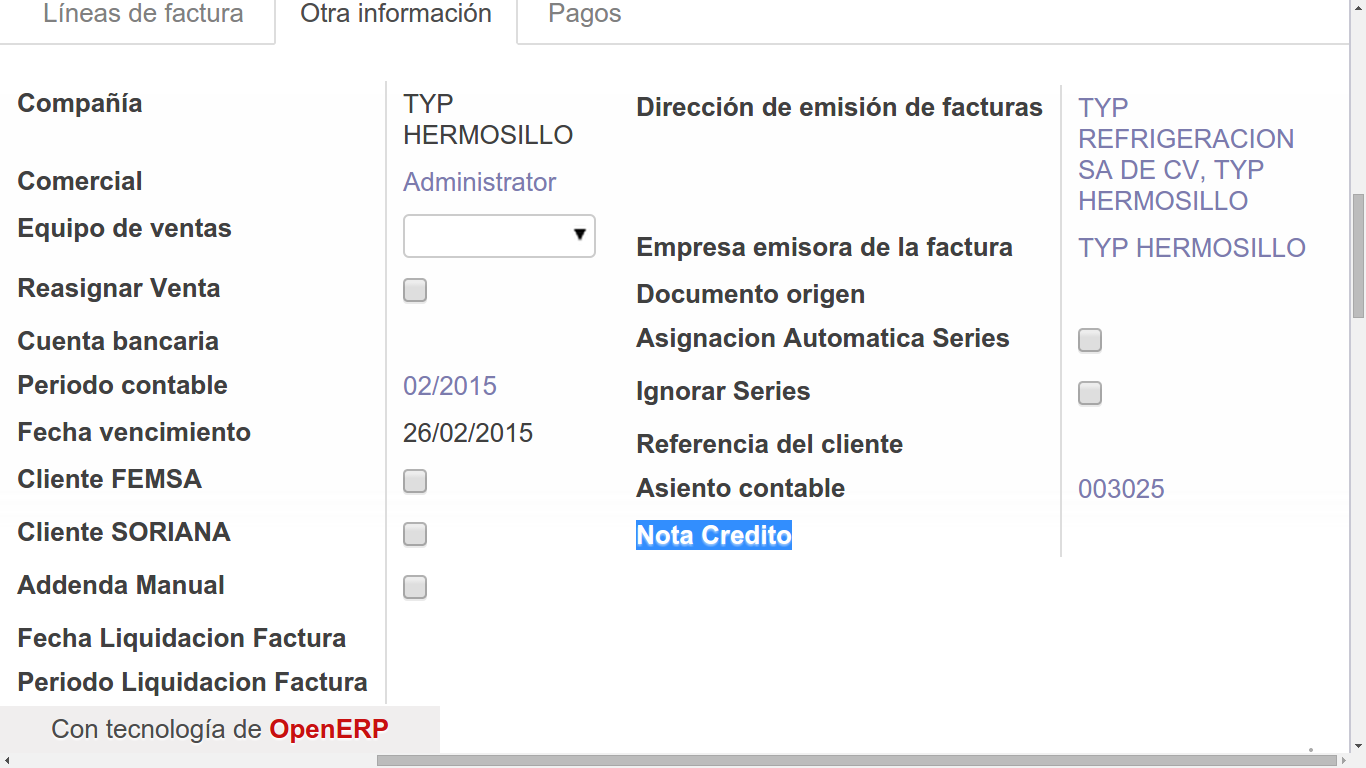 Líneas de factura
Otra información
Pagos
Compañía
TYP
HERMOSILLO
Comercial
Administrator
Equipo de ventas
Reasignar Venta
Cuenta bancaria
Periodo contable
02/2015
Fecha vencimiento
26/02/2015
Cliente FEMSA
Cliente SORIANA
Addenda Manual
Fecha Liquidacion Factura
Periodo Liquidacion Factura
Dirección de emisión de facturas
TYP
REFRIGERACION
SA DE CV, TYP
HERMOSILLO
Empresa emisora de la factura
TYP HERMOSILLO
Documento origen
Asignacion Automatica Series
Ignorar Series
Referencia del cliente
Asiento contable
003025
Nota Credito
Con tecnología de OpenERP